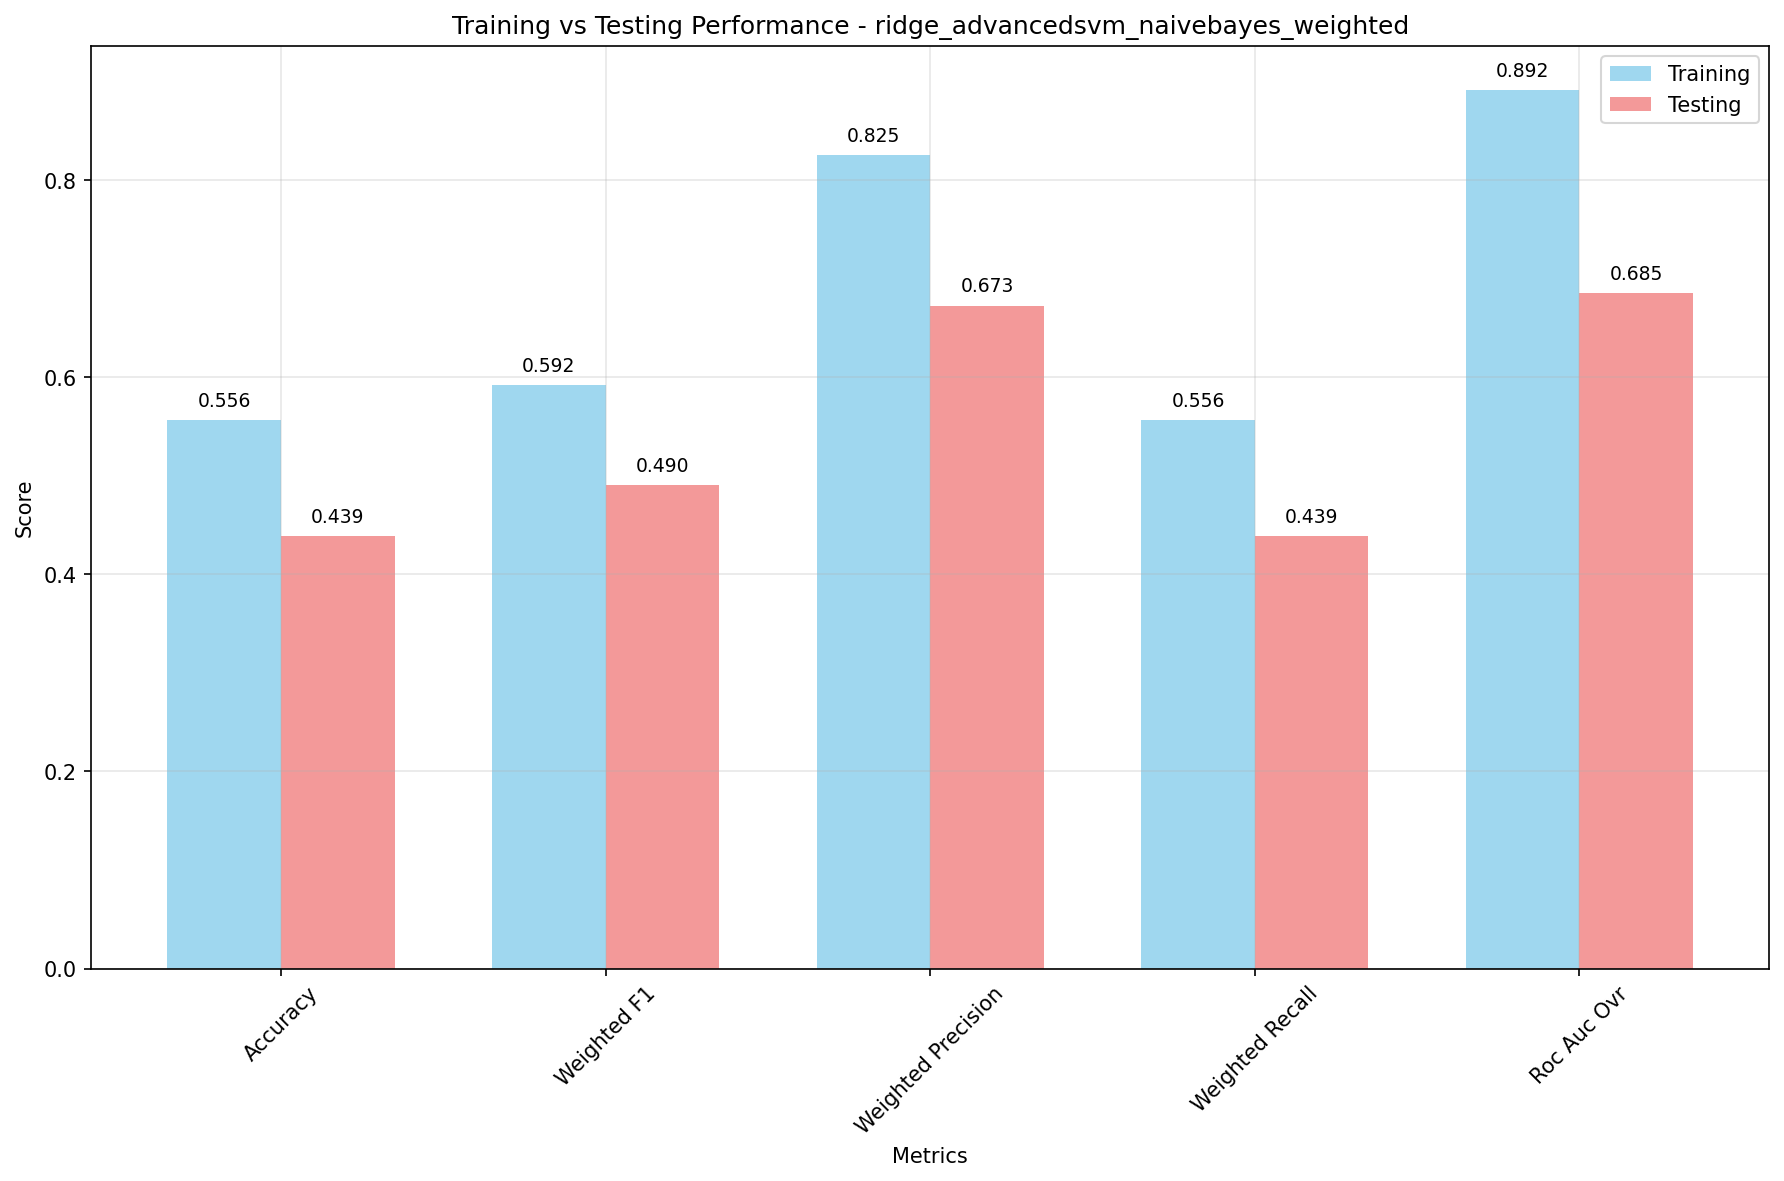 Training vs Testing Performance - ridge_advancedsvm_naivebayes_weighted
Training
Testing
0.892
0.825
0.685
0.673
0.592
0.556
0.556
0.490
0.439
0.439
0.8
0.6
0.4
0.2
0.0
Score
Accuracy
Weighted F1
Weighted Precision
Weighted Recall
Roc Auc Ovr
Metrics